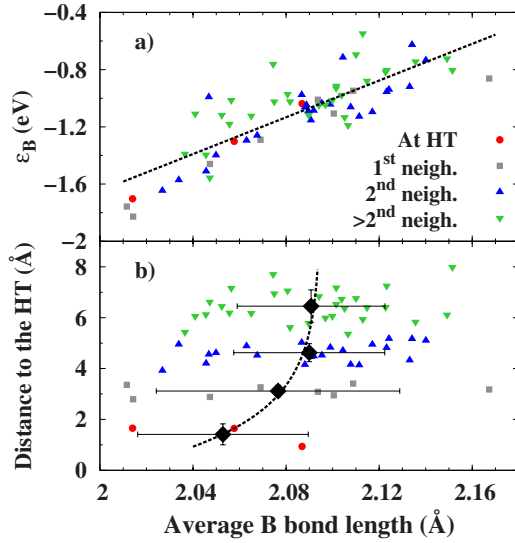 a)
-0.4
-0.8
-1.2
-1.6
-2
ε_B (eV)
At HT
1st neigh.
2nd neigh.
>2nd neigh.
b)
8
6
4
2
0
Distance to the HT (Å)
2
2.04
2.08
2.12
2.16
Average B bond length (Å)